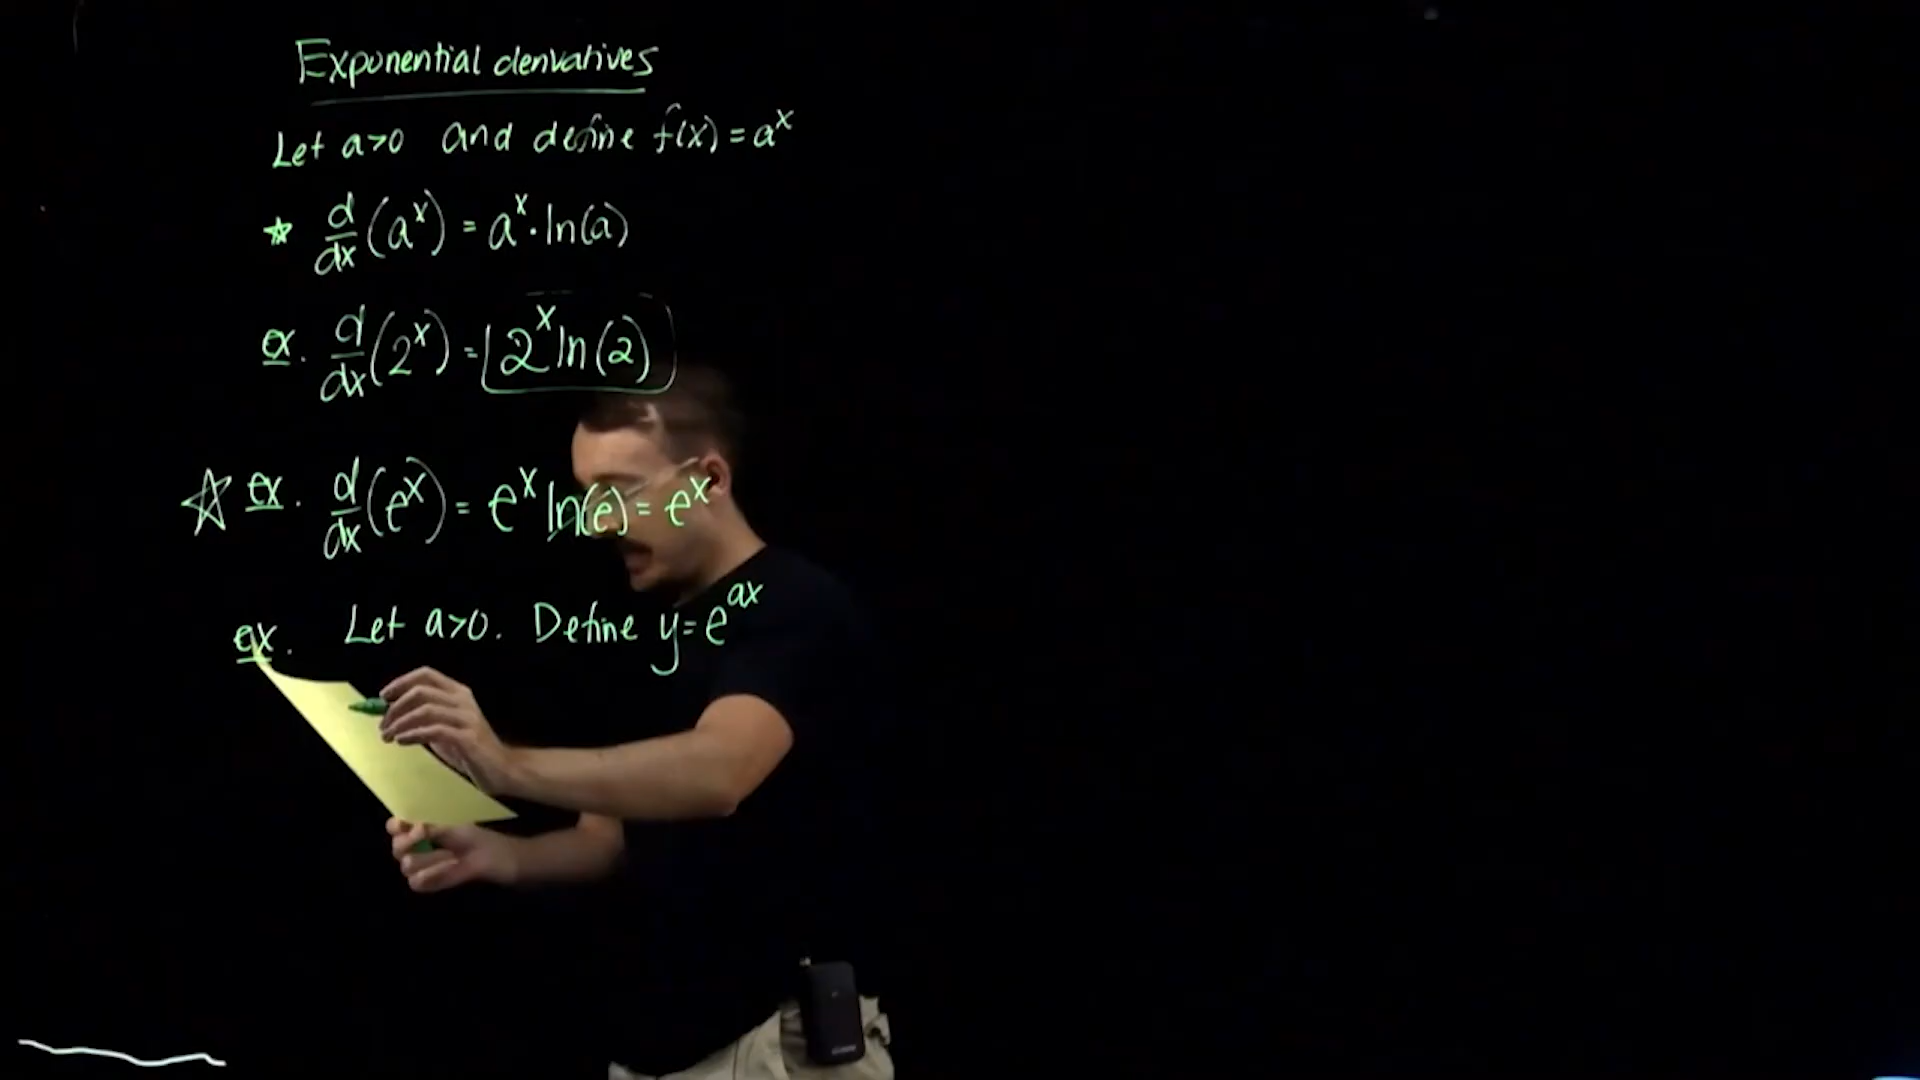 Exponential derivatives
Let a>0 and define f(x) = a^x
☆ d/dx (a^x) = a^x · ln(a)
ex. d/dx (2^x) = 2^x ln(2)
☆ ex. d/dx (e^x) = e^x ln(e) = e^x
ex. Let a>0. Define y = e^{ax}